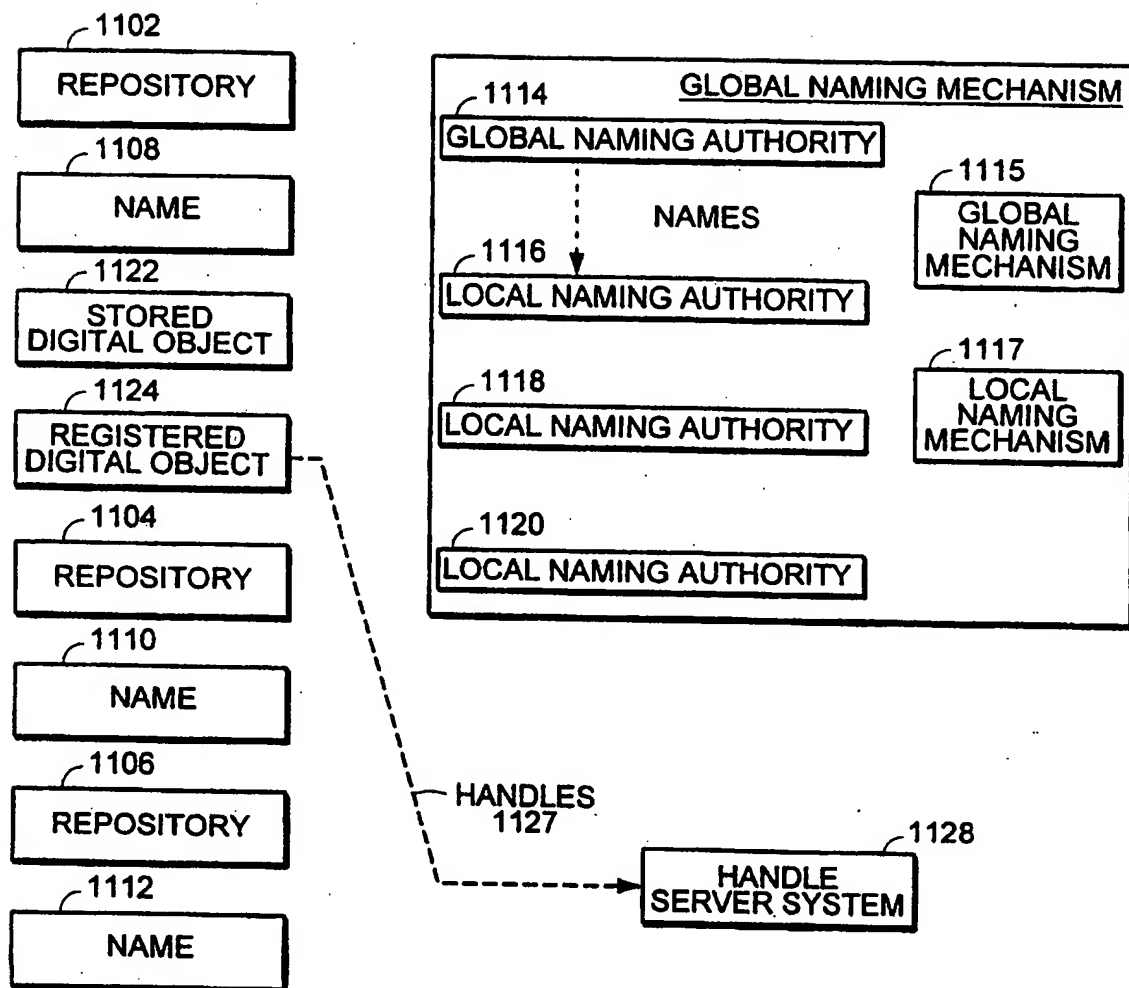 1102
REPOSITORY
1108
NAME
1122
STORED
DIGITAL OBJECT
1124
REGISTERED
DIGITAL OBJECT
1104
REPOSITORY
1110
NAME
1106
REPOSITORY
1112
NAME
GLOBAL NAMING MECHANISM
1114
GLOBAL NAMING AUTHORITY
NAMES
1116
LOCAL NAMING AUTHORITY
1118
LOCAL NAMING AUTHORITY
1120
LOCAL NAMING AUTHORITY
1115
GLOBAL
NAMING
MECHANISM
1117
LOCAL
NAMING
MECHANISM
HANDLES
1127
1128
HANDLE
SERVER SYSTEM